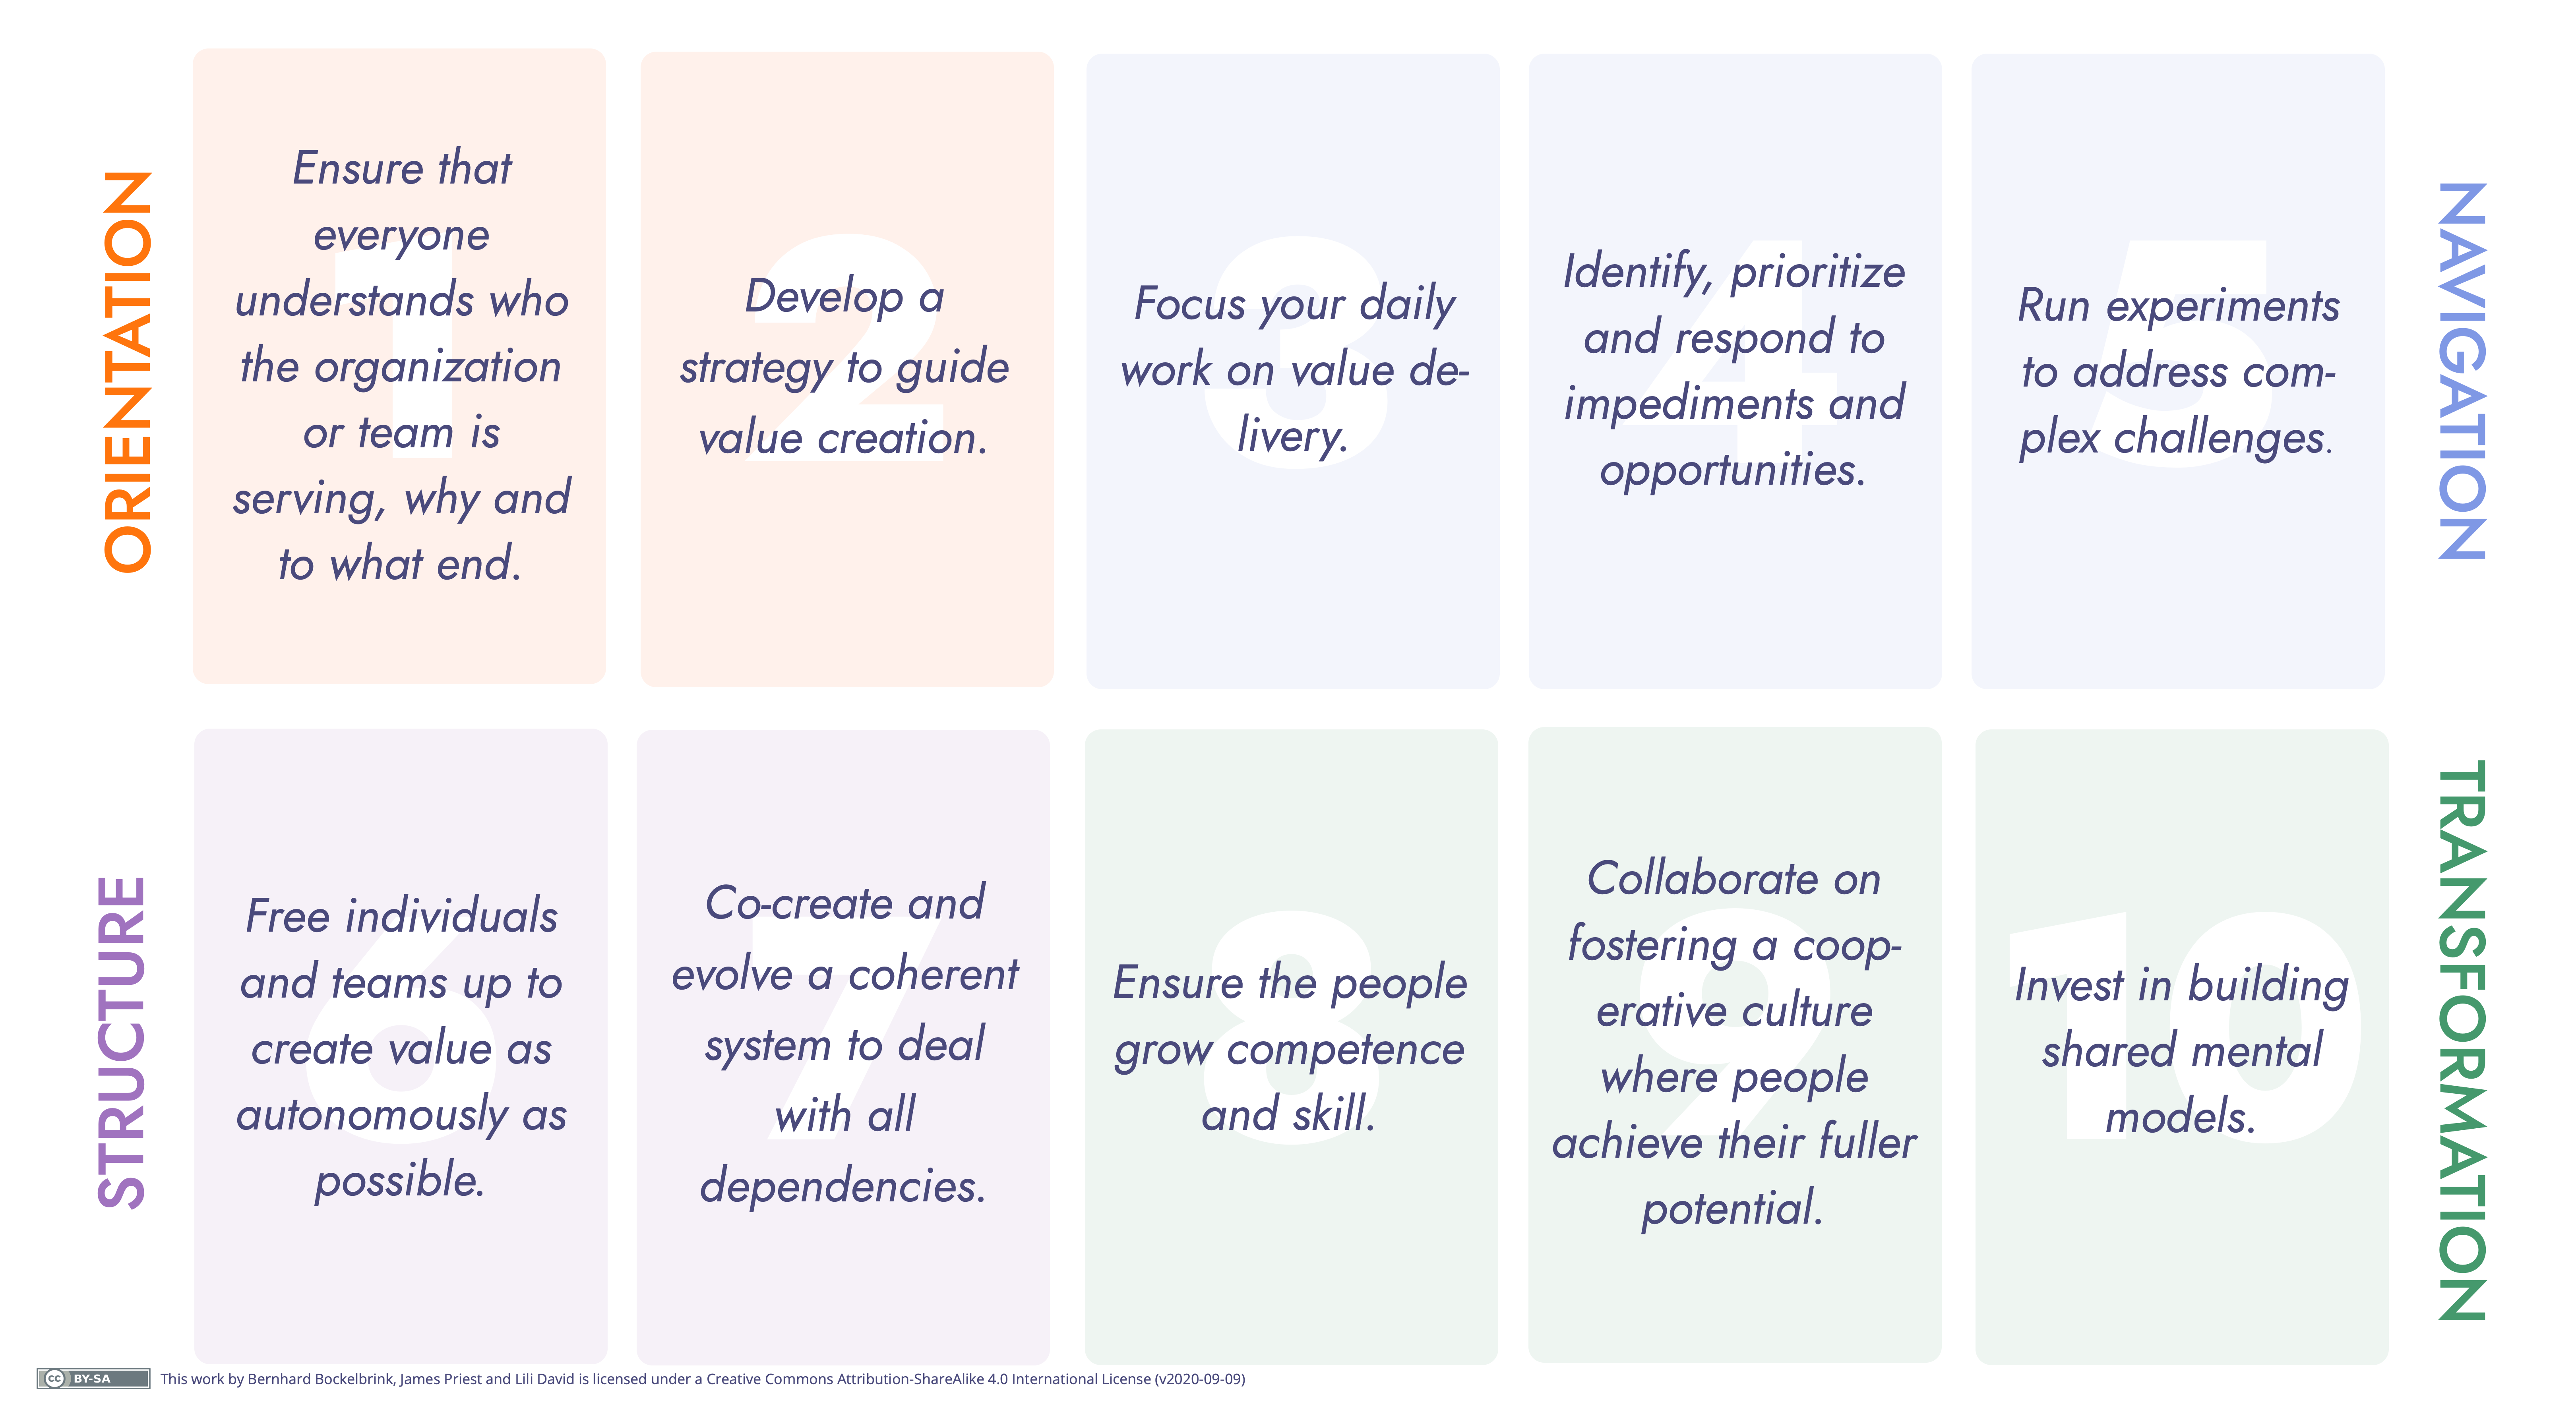 ORIENTATION
1
Ensure that
everyone
understands who
the organization
or team is
serving, why and
to what end.
2
Develop a
strategy to guide
value creation.
3
Focus your daily
work on value de-
livery.
4
Identify, prioritize
and respond to
impediments and
opportunities.
5
Run experiments
to address com-
plex challenges.
NAVIGATION
STRUCTURE
6
Free individuals
and teams up to
create value as
autonomously as
possible.
7
Co-create and
evolve a coherent
system to deal
with all
dependencies.
8
Ensure the people
grow competence
and skill.
9
Collaborate on
fostering a coop-
erative culture
where people
achieve their fuller
potential.
10
Invest in building
shared mental
models.
TRANSFORMATION
cc BY-SA
This work by Bernhard Bockelbrink, James Priest and Lili David is licensed under a Creative Commons Attribution-ShareAlike 4.0 International License (v2020-09-09)